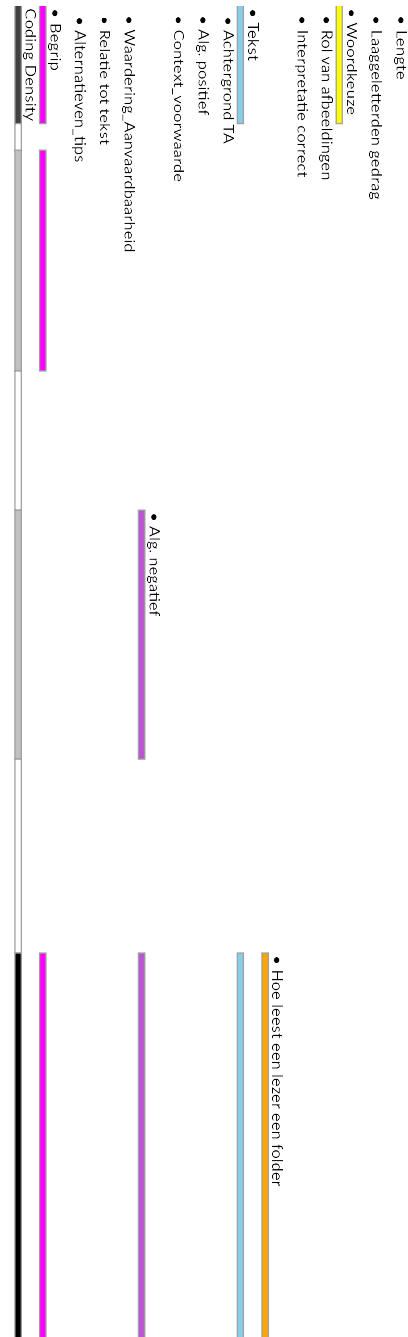 Lengte
Laaggeletterden gedrag
Woordkeuze
Rol van afbeeldingen
Interpretatie correct
Hoe leest een lezer een folder
Tekst
Achtergrond TA
Alg. positief
Context_voorwaarde
Alg. negatief
Waardering_Aanvaardbaarheid
Relatie tot tekst
Alternatieven_tips
Begrip
Coding Density